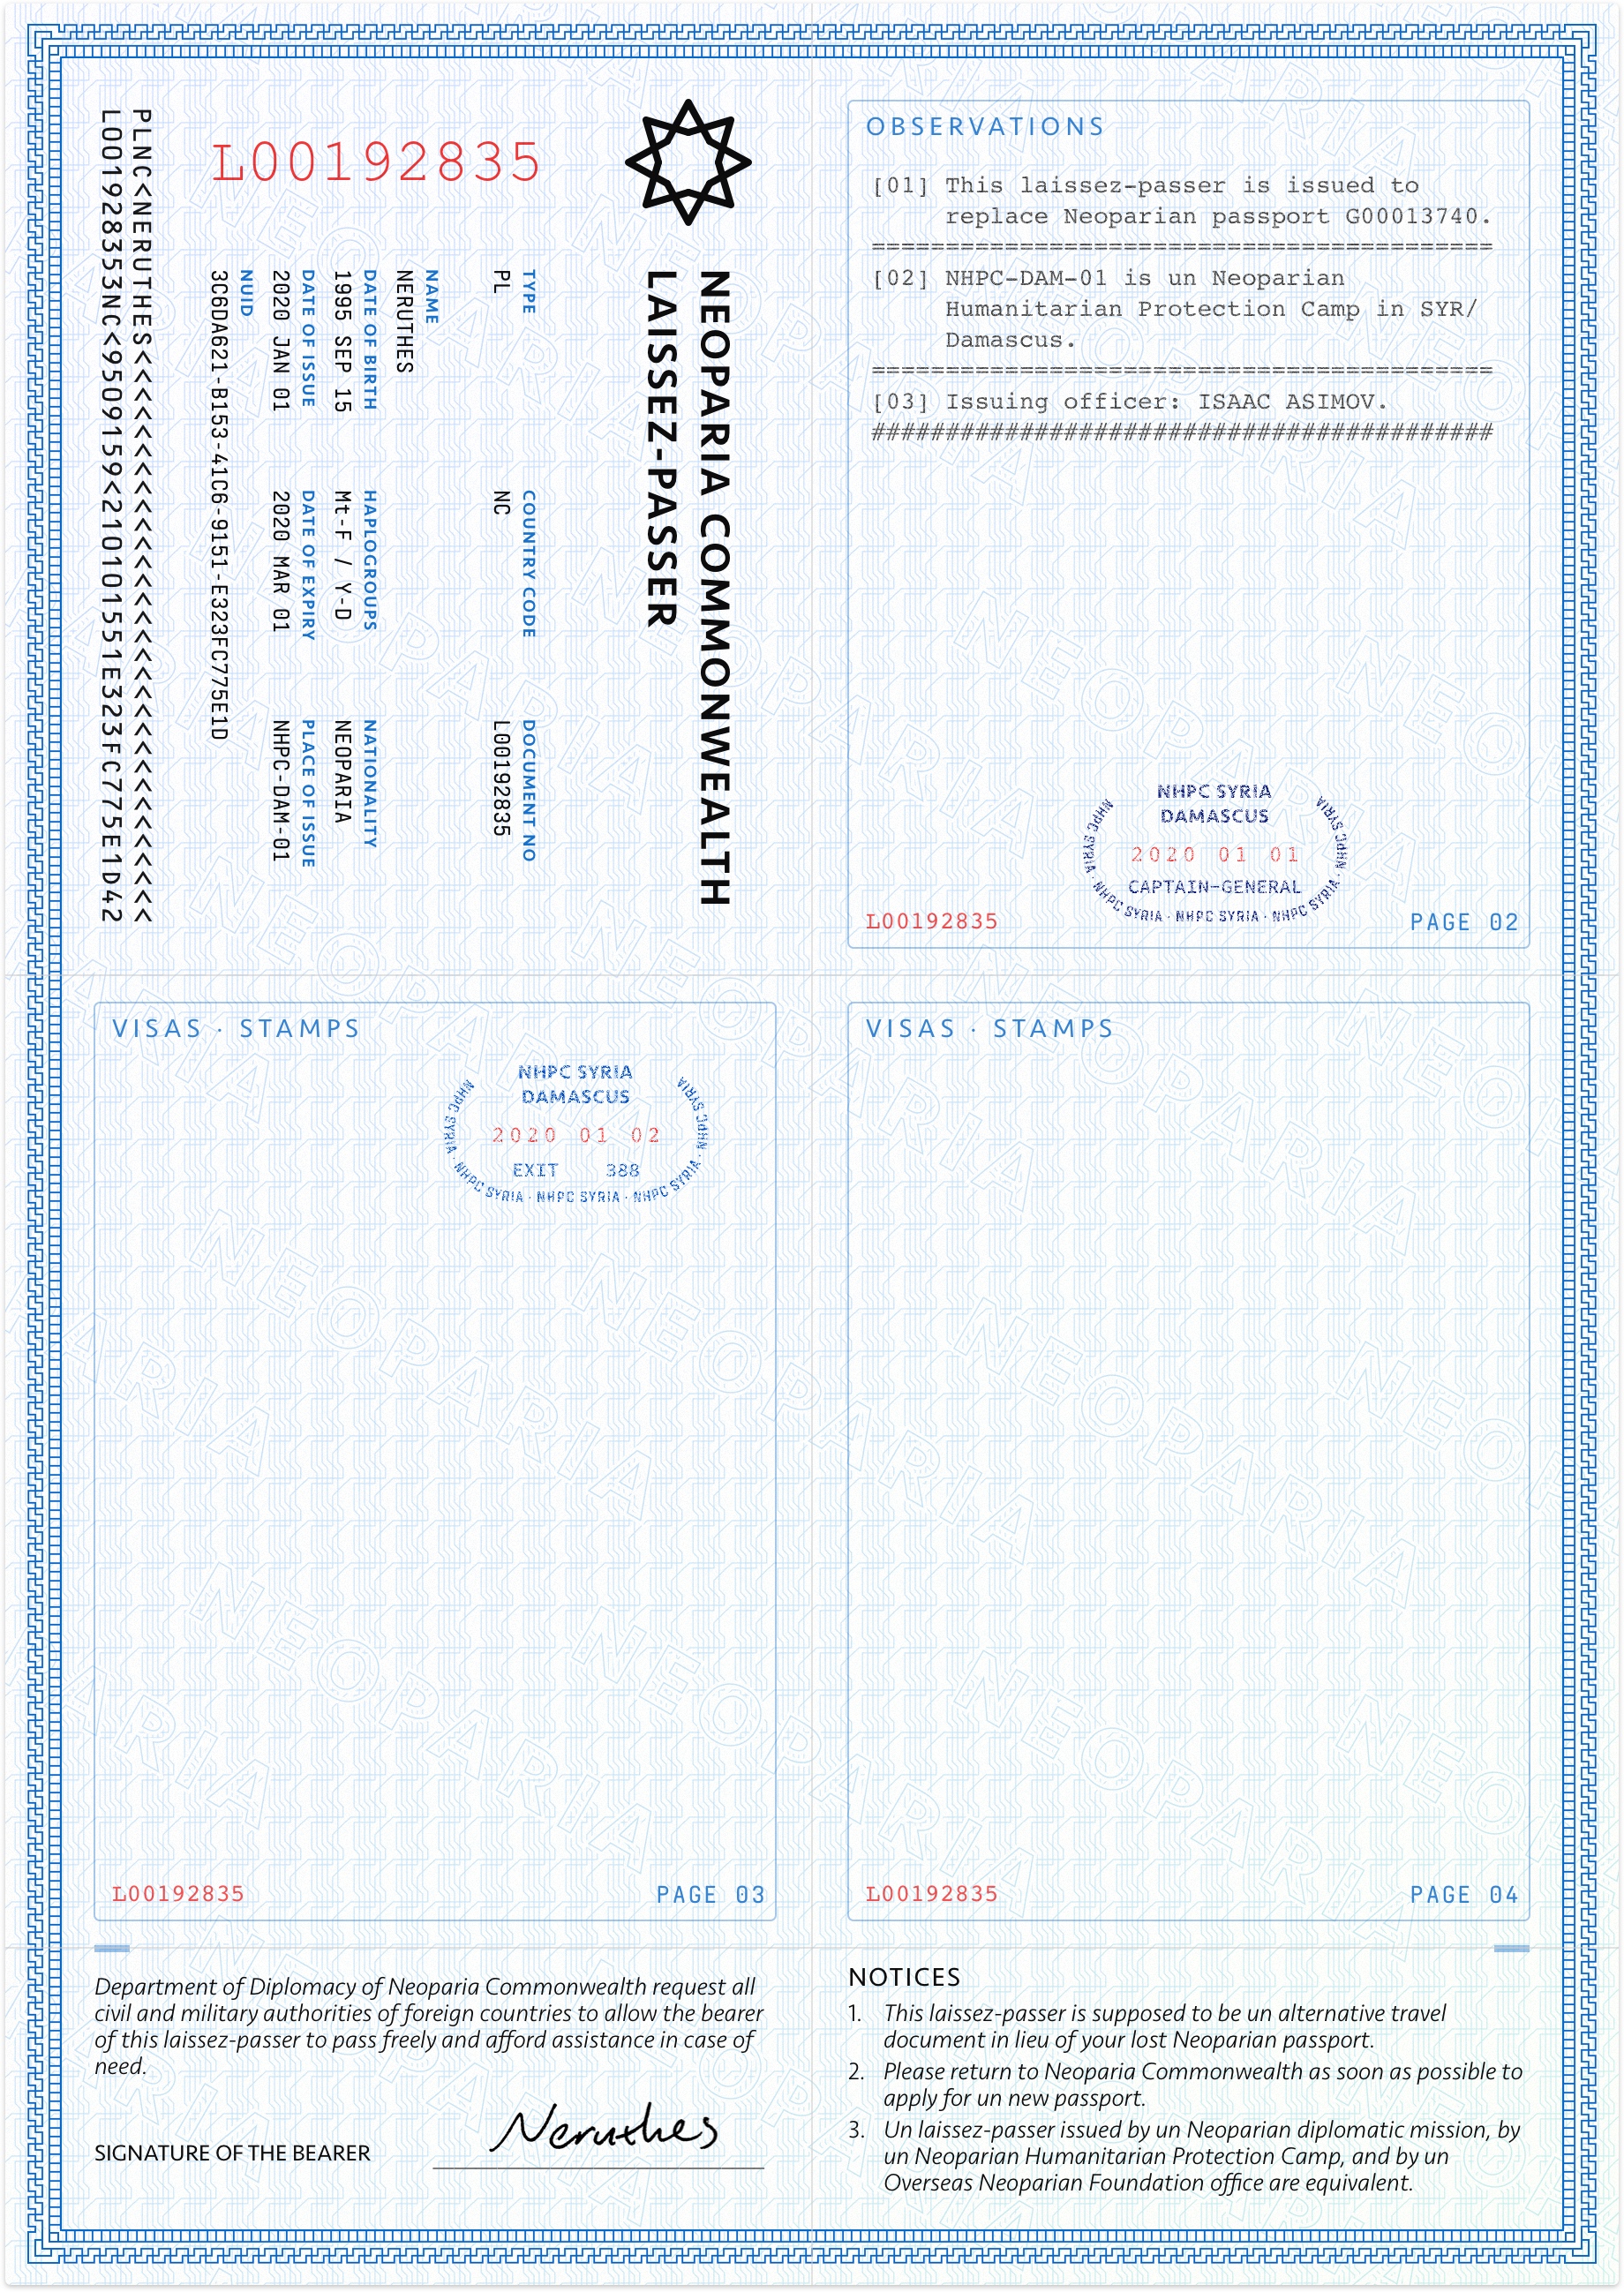 L00192835
NEOPARIA COMMONWEALTH
LAISSEZ-PASSER
TYPE COUNTRY CODE DOCUMENT NO
PL NC L00192835
NAME
NERUTHES
DATE OF BIRTH HAPLOGROUPS NATIONALITY
1995 SEP 15 Mt-F / Y-D NEOPARIA
DATE OF ISSUE DATE OF EXPIRY PLACE OF ISSUE
2020 JAN 01 2020 MAR 01 NHPC-DAM-01
NUID
3C6DA621-B153-41C6-9151-E323FC775E1D
PLNC<NERUTHES<<<<<<<<<<<<<<<<<<<<<<<<<<<<<<<
L001928353NC<9509159<210101551E323FC775E1D42
OBSERVATIONS
[01] This laissez-passer is issued to
replace Neoparian passport G00013740.
==========================================
[02] NHPC-DAM-01 is un Neoparian
Humanitarian Protection Camp in SYR/
Damascus.
==========================================
[03] Issuing officer: ISAAC ASIMOV.
##########################################
NHPC SYRIA
DAMASCUS
2020 01 01
CAPTAIN-GENERAL
NHPC SYRIA · NHPC SYRIA · NHPC SYRIA · NHPC SYRIA · NHPC SYRIA
L00192835 PAGE 02
VISAS · STAMPS
NHPC SYRIA
DAMASCUS
2020 01 02
EXIT 388
NHPC SYRIA · NHPC SYRIA · NHPC SYRIA · NHPC SYRIA · NHPC SYRIA
L00192835 PAGE 03
VISAS · STAMPS
L00192835 PAGE 04
Department of Diplomacy of Neoparia Commonwealth request all
civil and military authorities of foreign countries to allow the bearer
of this laissez-passer to pass freely and afford assistance in case of
need.
SIGNATURE OF THE BEARER Neruthes
NOTICES
1. This laissez-passer is supposed to be un alternative travel
document in lieu of your lost Neoparian passport.
2. Please return to Neoparia Commonwealth as soon as possible to
apply for un new passport.
3. Un laissez-passer issued by un Neoparian diplomatic mission, by
un Neoparian Humanitarian Protection Camp, and by un
Overseas Neoparian Foundation office are equivalent.
NEOPARIA